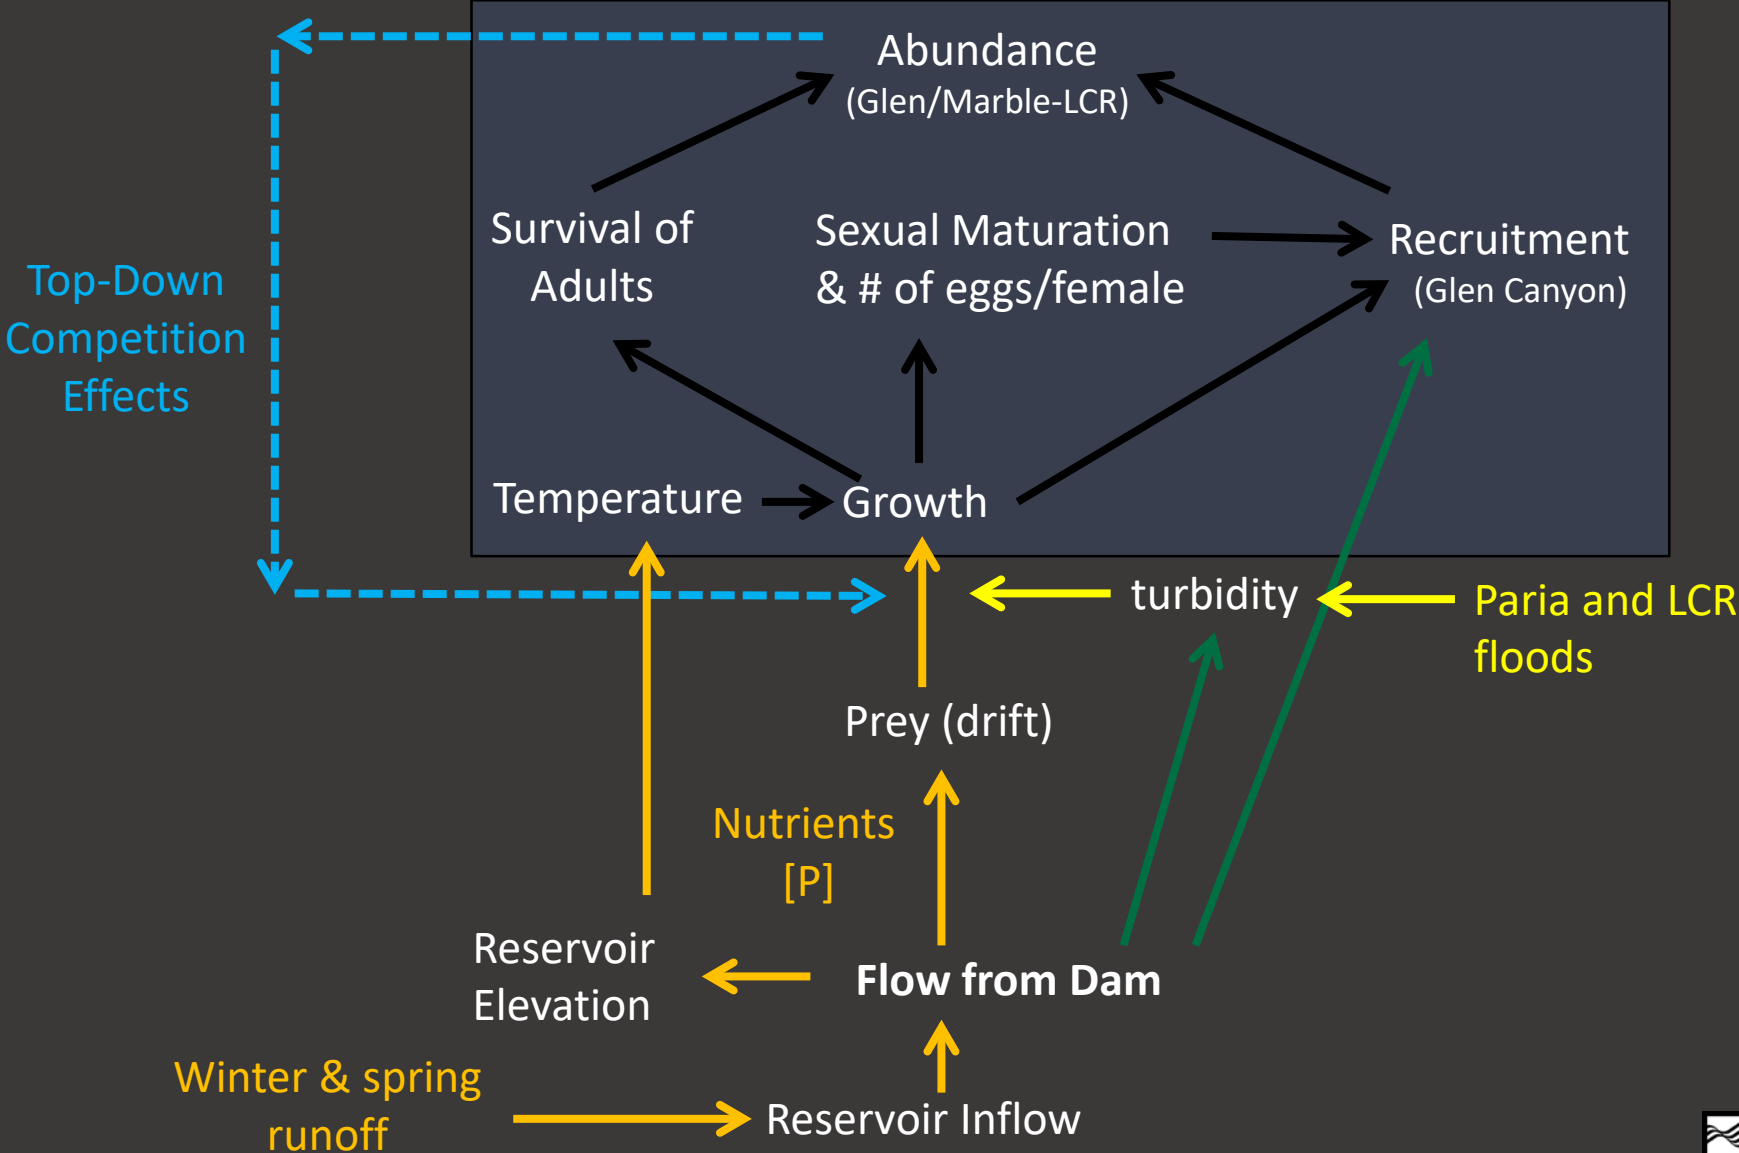 Abundance
(Glen/Marble-LCR)
Survival of
Adults
Sexual Maturation
& # of eggs/female
Recruitment
(Glen Canyon)
Top-Down
Competition
Effects
Temperature
Growth
turbidity
Paria and LCR
floods
Prey (drift)
Nutrients
[P]
Reservoir
Elevation
Flow from Dam
Winter & spring
runoff
Reservoir Inflow